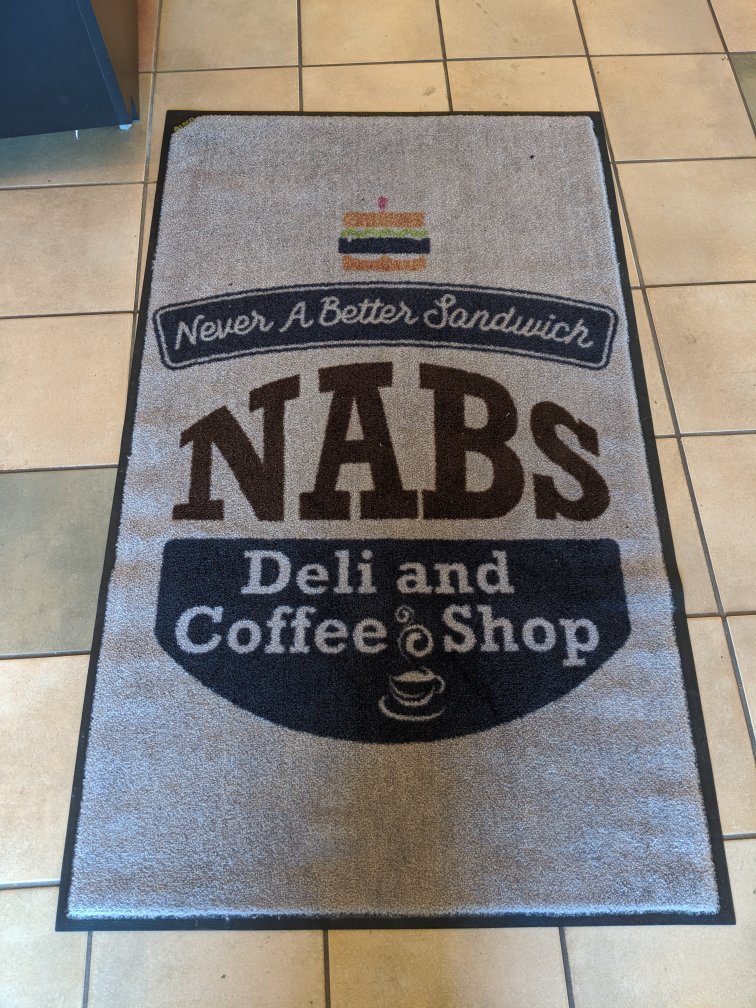 Never A Better Sandwich
NABS
Deli and
Coffee Shop